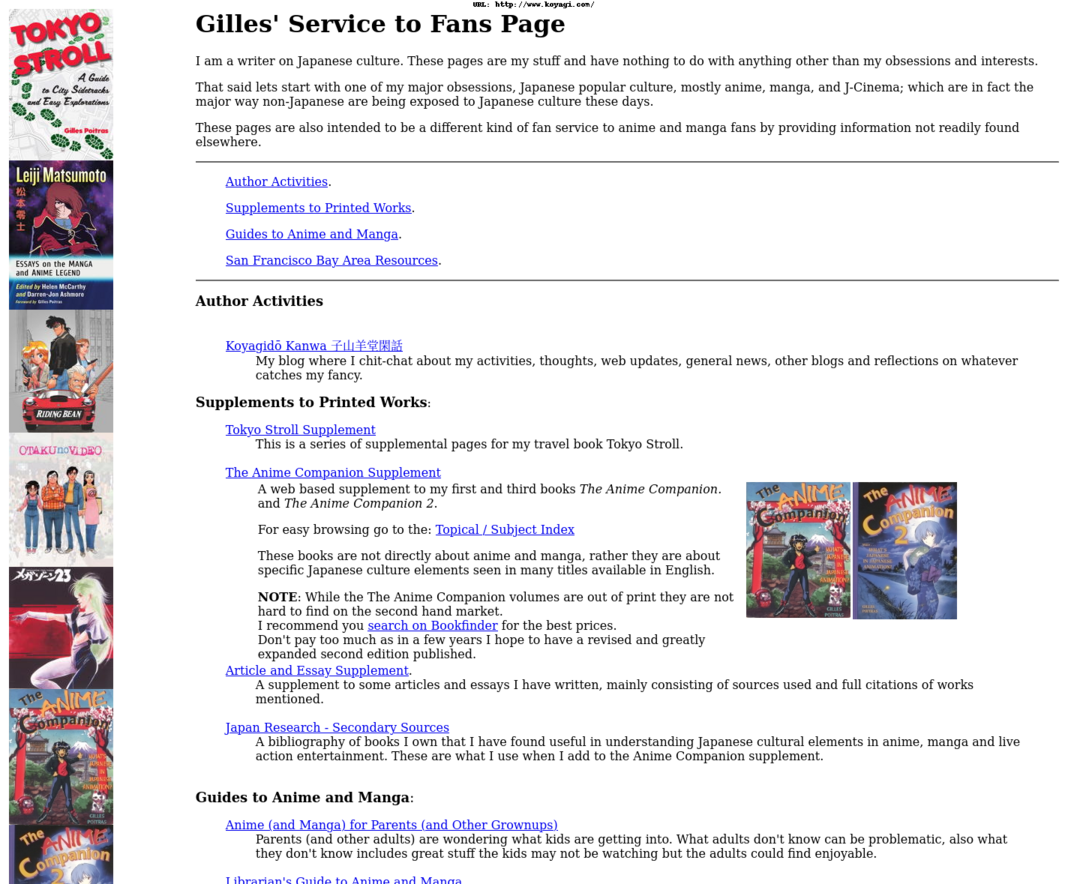 URL: http://www.koyagi.com/
Gilles' Service to Fans Page
I am a writer on Japanese culture. These pages are my stuff and have nothing to do with anything other than my obsessions and interests.
That said lets start with one of my major obsessions, Japanese popular culture, mostly anime, manga, and J-Cinema; which are in fact the
major way non-Japanese are being exposed to Japanese culture these days.
These pages are also intended to be a different kind of fan service to anime and manga fans by providing information not readily found
elsewhere.
Author Activities.
Supplements to Printed Works.
Guides to Anime and Manga.
San Francisco Bay Area Resources.
Author Activities
Koyagidō Kanwa 子山羊堂閑話
My blog where I chit-chat about my activities, thoughts, web updates, general news, other blogs and reflections on whatever
catches my fancy.
Supplements to Printed Works:
Tokyo Stroll Supplement
This is a series of supplemental pages for my travel book Tokyo Stroll.
The Anime Companion Supplement
A web based supplement to my first and third books The Anime Companion.
and The Anime Companion 2.
For easy browsing go to the: Topical / Subject Index
These books are not directly about anime and manga, rather they are about
specific Japanese culture elements seen in many titles available in English.
NOTE: While the The Anime Companion volumes are out of print they are not
hard to find on the second hand market.
I recommend you search on Bookfinder for the best prices.
Don't pay too much as in a few years I hope to have a revised and greatly
expanded second edition published.
Article and Essay Supplement.
A supplement to some articles and essays I have written, mainly consisting of sources used and full citations of works
mentioned.
Japan Research - Secondary Sources
A bibliography of books I own that I have found useful in understanding Japanese cultural elements in anime, manga and live
action entertainment. These are what I use when I add to the Anime Companion supplement.
Guides to Anime and Manga:
Anime (and Manga) for Parents (and Other Grownups)
Parents (and other adults) are wondering what kids are getting into. What adults don't know can be problematic, also what
they don't know includes great stuff the kids may not be watching but the adults could find enjoyable.
Librarian's Guide to Anime and Manga
TOKYO
STROLL
A Guide
to City Sidetracks
and Easy Explorations
Gilles Poitras
Leiji Matsumoto
松本零士
ESSAYS on the MANGA
and ANIME LEGEND
Edited by Helen McCarthy
and Darren-Jon Ashmore
Foreword by Gilles Poitras
RIDING BEAN
OTAKU no VIDEO
メガゾーン23
The ANIME
Companion
WHAT'S
JAPANESE
IN
JAPANESE
ANIMATION?
GILLES
POITRAS
The ANIME
Companion
The ANIME
Companion
WHAT'S
JAPANESE
IN
JAPANESE
ANIMATION?
GILLES
POITRAS
The ANIME
Companion
2